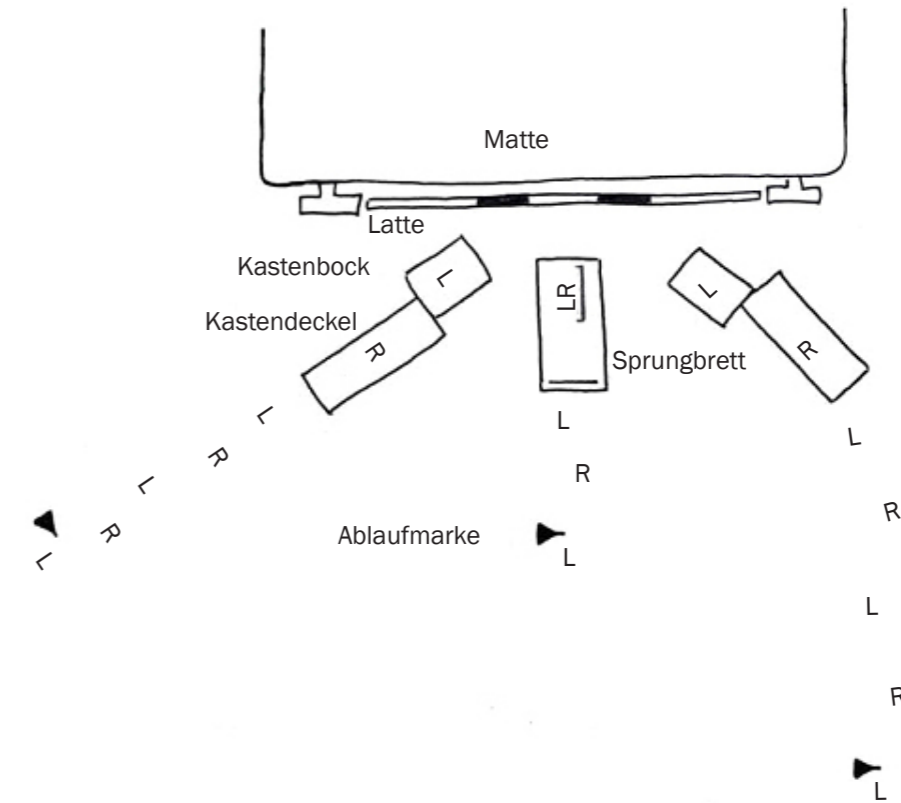 Matte
Latte
Kastenbock
L
LR
L
Kastendeckel
R
R
Sprungbrett
L
L
L
R
R
L
R
Ablaufmarke
R
L
L
L
R
L